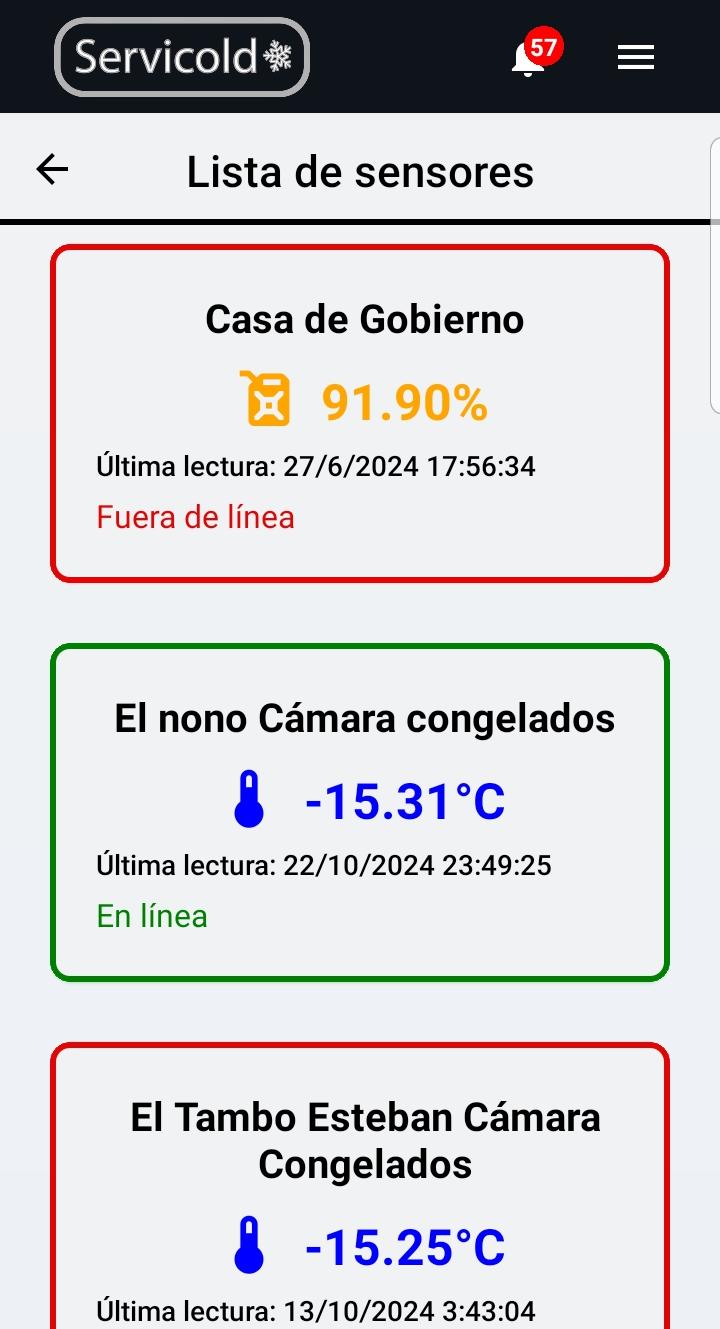 Servicold
57
Lista de sensores
Casa de Gobierno
91.90%
Última lectura: 27/6/2024 17:56:34
Fuera de línea
El nono Cámara congelados
-15.31°C
Última lectura: 22/10/2024 23:49:25
En línea
El Tambo Esteban Cámara
Congelados
-15.25°C
Última lectura: 13/10/2024 3:43:04